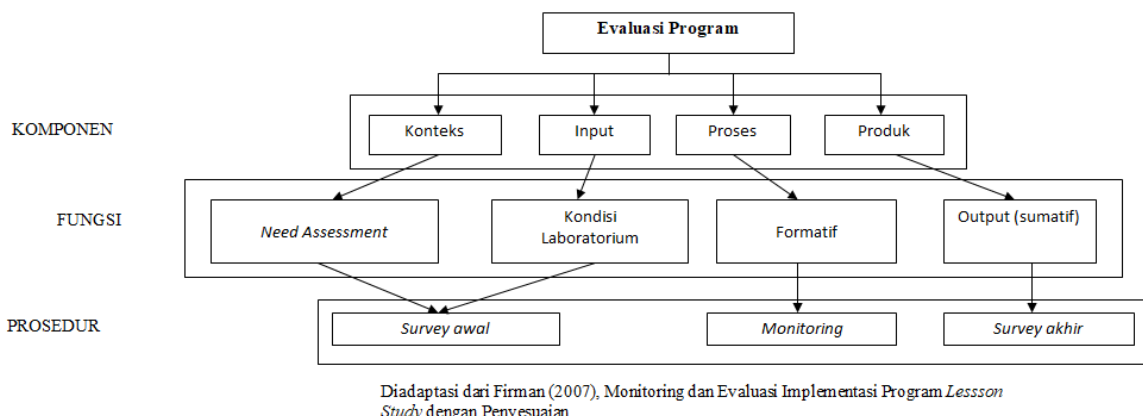 Evaluasi Program
KOMPONEN
Konteks
Input
Proses
Produk
FUNGSI
Need Assessment
Kondisi
Laboratorium
Formatif
Output (sumatif)
PROSEDUR
Survey awal
Monitoring
Survey akhir
Diadaptasi dari Firman (2007), Monitoring dan Evaluasi Implementasi Program Lessson
Study dengan Penyesuaian